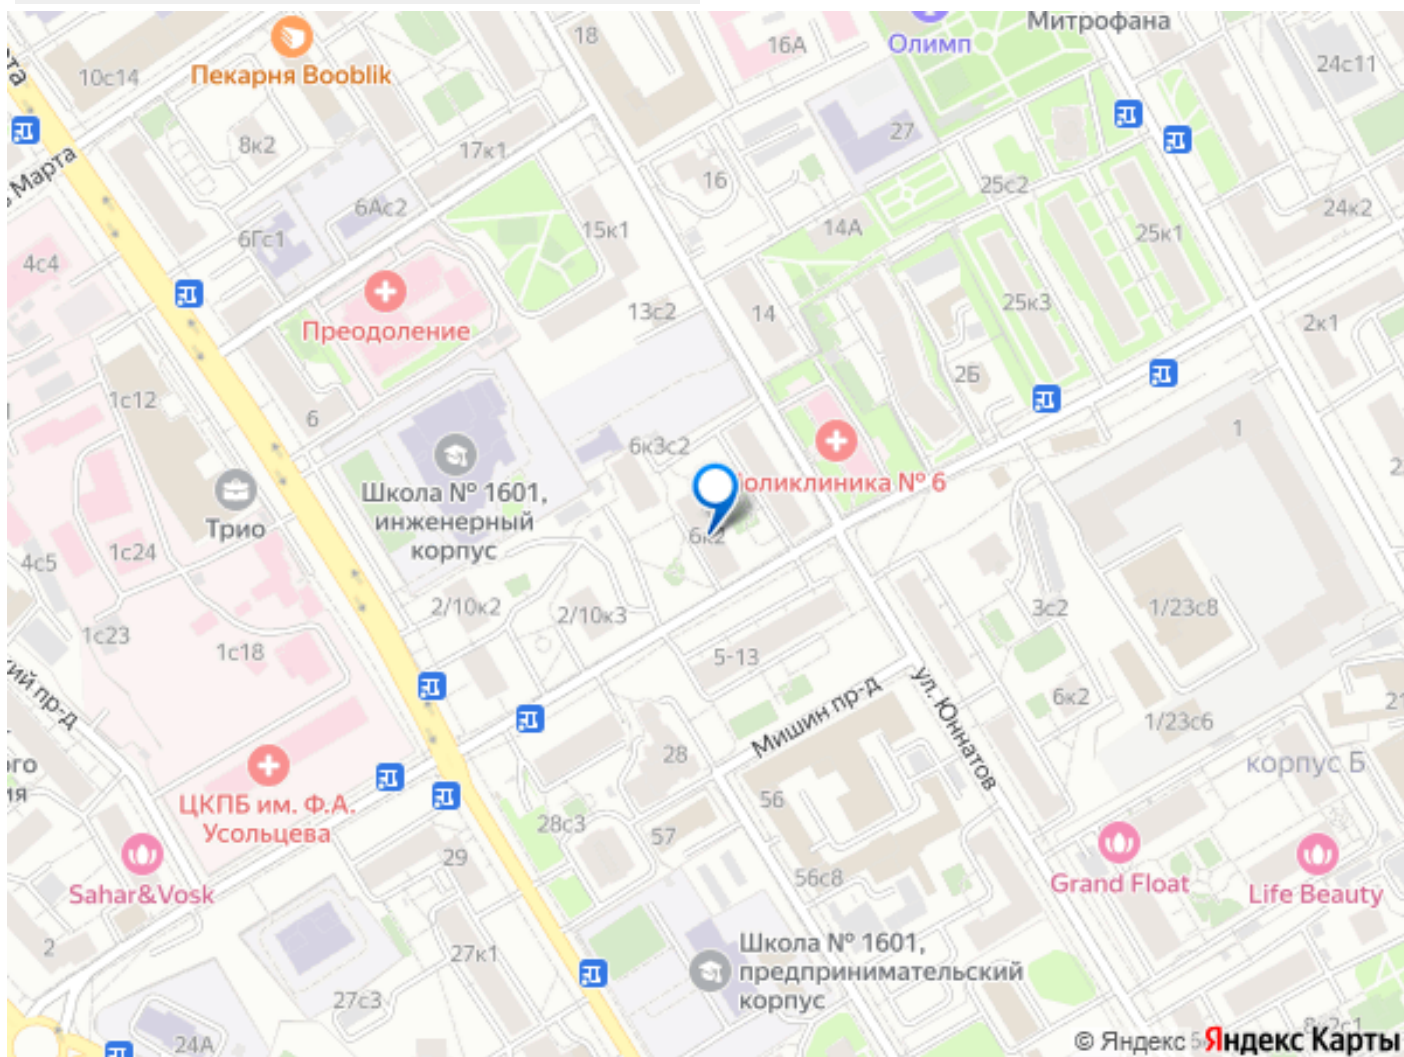 Митрофана
18
16А
Олимп
10с14
Пекарня Booblik
24с11
27
8к2
17к1
Марта
16
25с2
6Ас2
24к2
15к1
14А
25к1
6Гс1
4с4
25к3
13с2
14
2к1
Преодоление
2Б
1с12
6
1
6к3с2
Школа № 1601,
инженерный
корпус
Поликлиника № 6
Трио
6к2
1с24
4с5
2/10к2
2/10к3
3с2
1/23с8
1с23
1с18
5-13
ул. Юннатов
6к2
Мишин пр-д
1/23с6
28
корпус Б
56
ЦКПБ им. Ф.А.
Усольцева
28с3
57
29
56с8
Sahar&Vosk
Grand Float
Life Beauty
2
27к1
Школа № 1601,
предпринимательский
корпус
27с3
24А
© Яндекс
Яндекс Карты